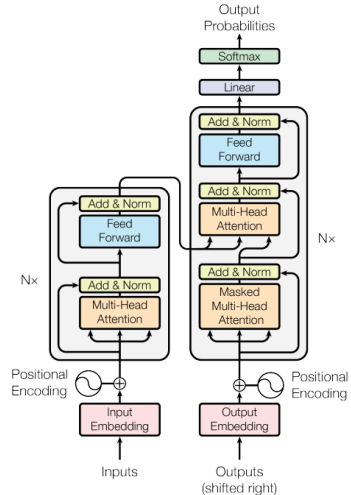 Output
Probabilities
Softmax
Linear
Add & Norm
Feed
Forward
Add & Norm
Multi-Head
Attention
Add & Norm
Masked
Multi-Head
Attention
N×
Add & Norm
Feed
Forward
Add & Norm
Multi-Head
Attention
N×
Positional
Encoding
Positional
Encoding
Input
Embedding
Output
Embedding
Inputs
Outputs
(shifted right)